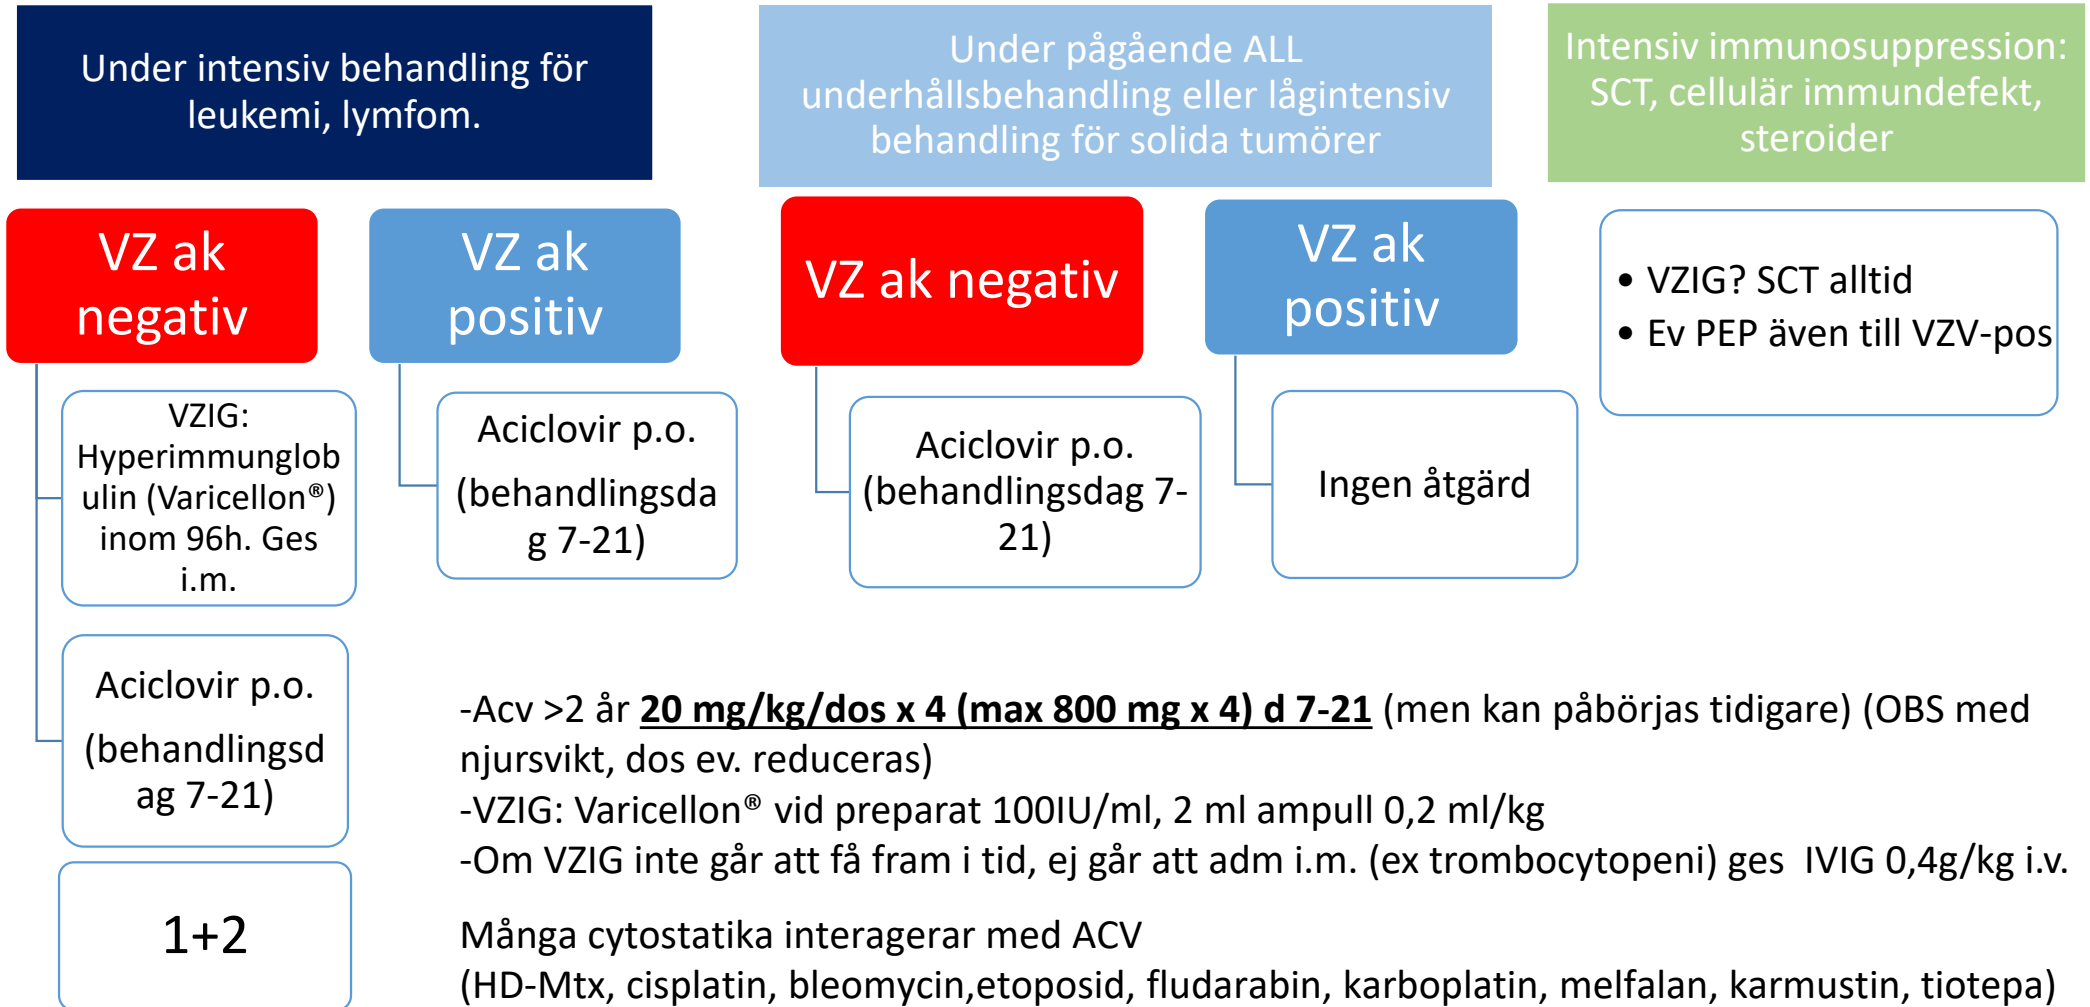 Under intensiv behandling för
leukemi, lymfom.
Under pågående ALL
underhållsbehandling eller lågintensiv
behandling för solida tumörer
Intensiv immunosuppression:
SCT, cellulär immundefekt,
steroider
VZ ak
negativ
VZ ak
positiv
VZ ak negativ
VZ ak
positiv
• VZIG? SCT alltid
• Ev PEP även till VZV-pos
VZIG:
Hyperimmunglob
ulin (Varicellon®)
inom 96h. Ges
i.m.
Aciclovir p.o.
(behandlingsda
g 7-21)
Aciclovir p.o.
(behandlingsdag 7-
21)
Ingen åtgärd
Aciclovir p.o.
(behandlingsd
ag 7-21)
1+2
-Acv >2 år 20 mg/kg/dos x 4 (max 800 mg x 4) d 7-21 (men kan påbörjas tidigare) (OBS med
njursvikt, dos ev. reduceras)
-VZIG: Varicellon® vid preparat 100IU/ml, 2 ml ampull 0,2 ml/kg
-Om VZIG inte går att få fram i tid, ej går att adm i.m. (ex trombocytopeni) ges  IVIG 0,4g/kg i.v.
Många cytostatika interagerar med ACV
(HD-Mtx, cisplatin, bleomycin,etoposid, fludarabin, karboplatin, melfalan, karmustin, tiotepa)